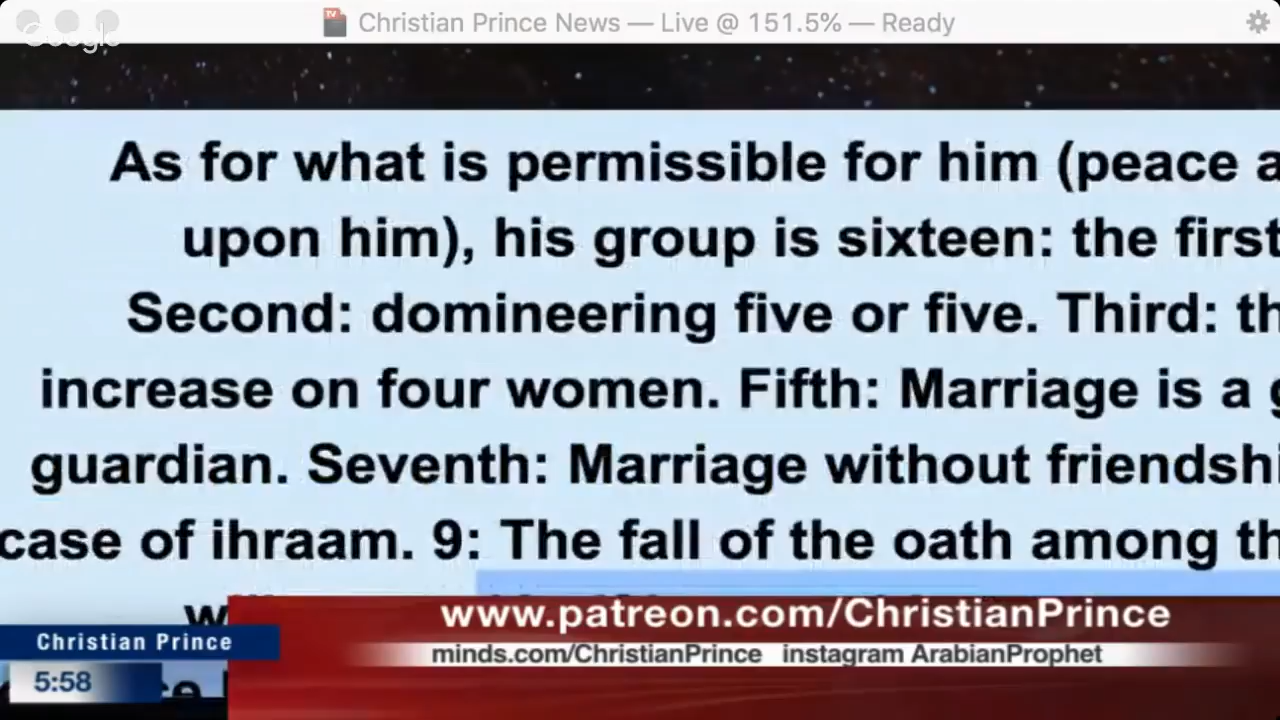 Christian Prince News — Live @ 151.5% — Ready
Google
As for what is permissible for him (peace a
upon him), his group is sixteen: the first
Second: domineering five or five. Third: th
increase on four women. Fifth: Marriage is a g
guardian. Seventh: Marriage without friendshi
case of ihraam. 9: The fall of the oath among th
www.patreon.com/ChristianPrince
Christian Prince
minds.com/ChristianPrince instagram ArabianProphet
5:58